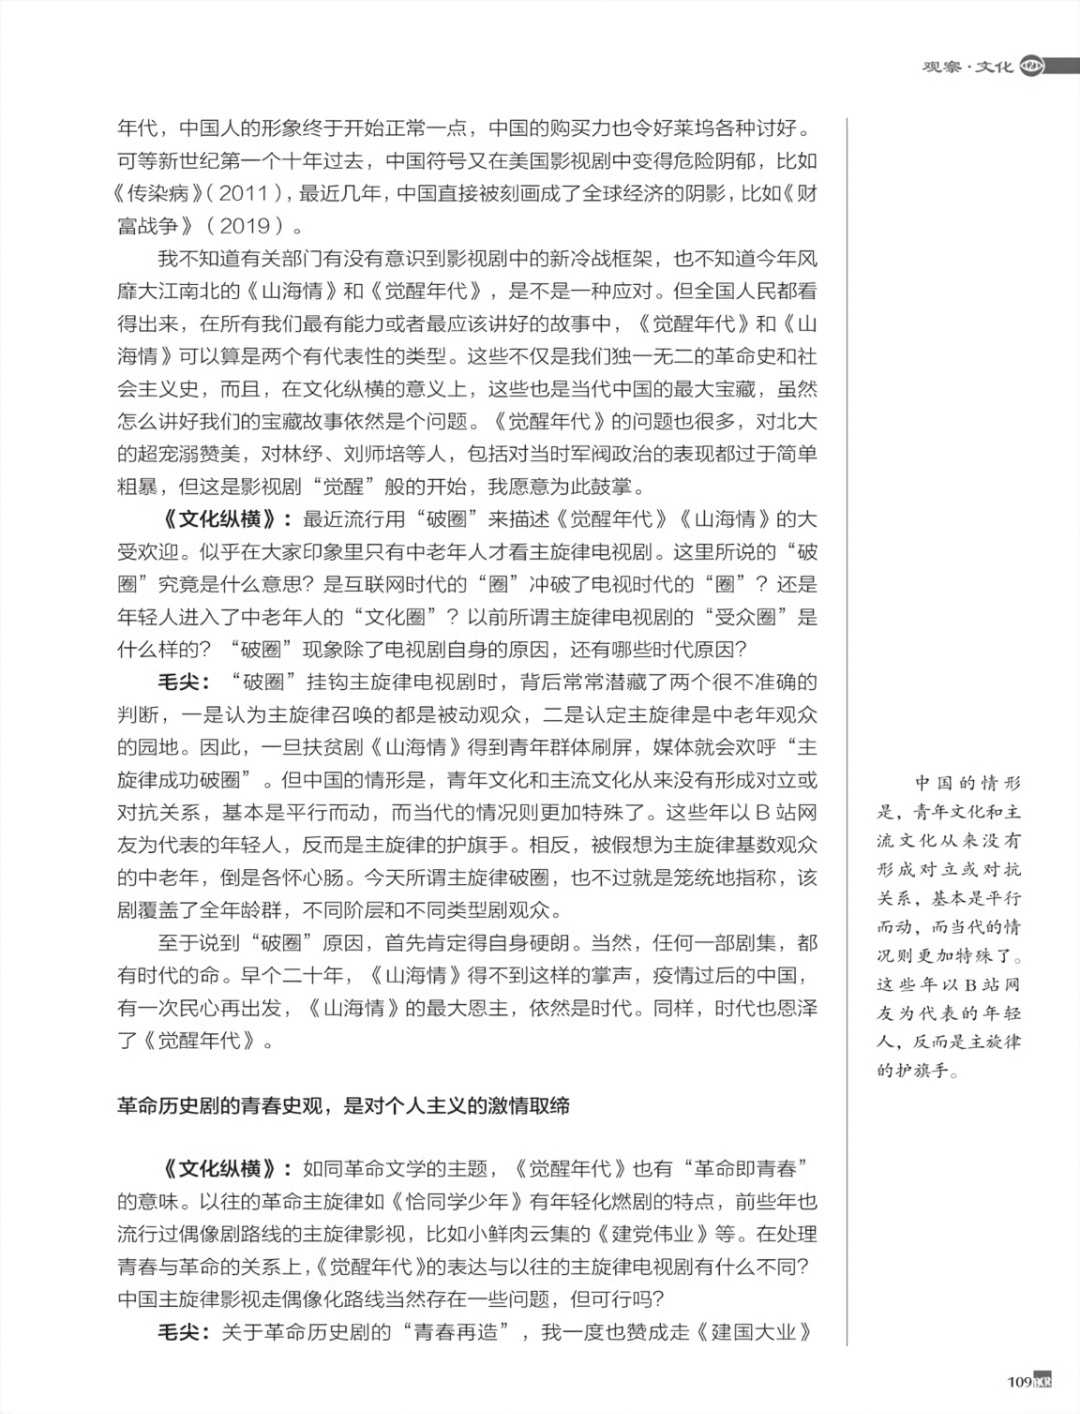 观察·文化
年代，中国人的形象终于开始正常一点，中国的购买力也令好莱坞各种讨好。
可等新世纪第一个十年过去，中国符号又在美国影视剧中变得危险阴郁，比如
《传染病》（2011），最近几年，中国直接被刻画成了全球经济的阴影，比如《财
富战争》（2019）。
我不知道有关部门有没有意识到影视剧中的新冷战框架，也不知道今年风
靡大江南北的《山海情》和《觉醒年代》，是不是一种应对。但全国人民都看
得出来，在所有我们最有能力或者最应该讲好的故事中，《觉醒年代》和《山
海情》可以算是两个有代表性的类型。这些不仅是我们独一无二的革命史和社
会主义史，而且，在文化纵横的意义上，这些也是当代中国的最大宝藏，虽然
怎么讲好我们的宝藏故事依然是个问题。《觉醒年代》的问题也很多，对北大
的超宠溺赞美，对林纾、刘师培等人，包括对当时军阀政治的表现都过于简单
粗暴，但这是影视剧“觉醒”般的开始，我愿意为此鼓掌。
《文化纵横》：最近流行用“破圈”来描述《觉醒年代》《山海情》的大
受欢迎。似乎在大家印象里只有中老年人才看主旋律电视剧。这里所说的“破
圈”究竟是什么意思？是互联网时代的“圈”冲破了电视时代的“圈”？还是
年轻人进入了中老年人的“文化圈”？以前所谓主旋律电视剧的“受众圈”是
什么样的？“破圈”现象除了电视剧自身的原因，还有哪些时代原因？
毛尖：“破圈”挂钩主旋律电视剧时，背后常常潜藏了两个很不准确的
判断，一是认为主旋律召唤的都是被动观众，二是认定主旋律是中老年观众
的园地。因此，一旦扶贫剧《山海情》得到青年群体刷屏，媒体就会欢呼“主
旋律成功破圈”。但中国的情形是，青年文化和主流文化从来没有形成对立或
对抗关系，基本是平行而动，而当代的情况则更加特殊了。这些年以B站网
友为代表的年轻人，反而是主旋律的护旗手。相反，被假想为主旋律基数观众
的中老年，倒是各怀心肠。今天所谓主旋律破圈，也不过就是笼统地指称，该
剧覆盖了全年龄群，不同阶层和不同类型剧观众。
至于说到“破圈”原因，首先肯定得自身硬朗。当然，任何一部剧集，都
有时代的命。早个二十年，《山海情》得不到这样的掌声，疫情过后的中国，
有一次民心再出发，《山海情》的最大恩主，依然是时代。同样，时代也恩泽
了《觉醒年代》。
革命历史剧的青春史观，是对个人主义的激情取缔
《文化纵横》：如同革命文学的主题，《觉醒年代》也有“革命即青春”
的意味。以往的革命主旋律如《恰同学少年》有年轻化燃剧的特点，前些年也
流行过偶像剧路线的主旋律影视，比如小鲜肉云集的《建党伟业》等。在处理
青春与革命的关系上，《觉醒年代》的表达与以往的主旋律电视剧有什么不同？
中国主旋律影视走偶像化路线当然存在一些问题，但可行吗？
毛尖：关于革命历史剧的“青春再造”，我一度也赞成走《建国大业》
中国的情形
是，青年文化和主
流文化从来没有
形成对立或对抗
关系，基本是平行
而动，而当代的情
况则更加特殊了。
这些年以B站网
友为代表的年轻
人，反而是主旋律
的护旗手。
109